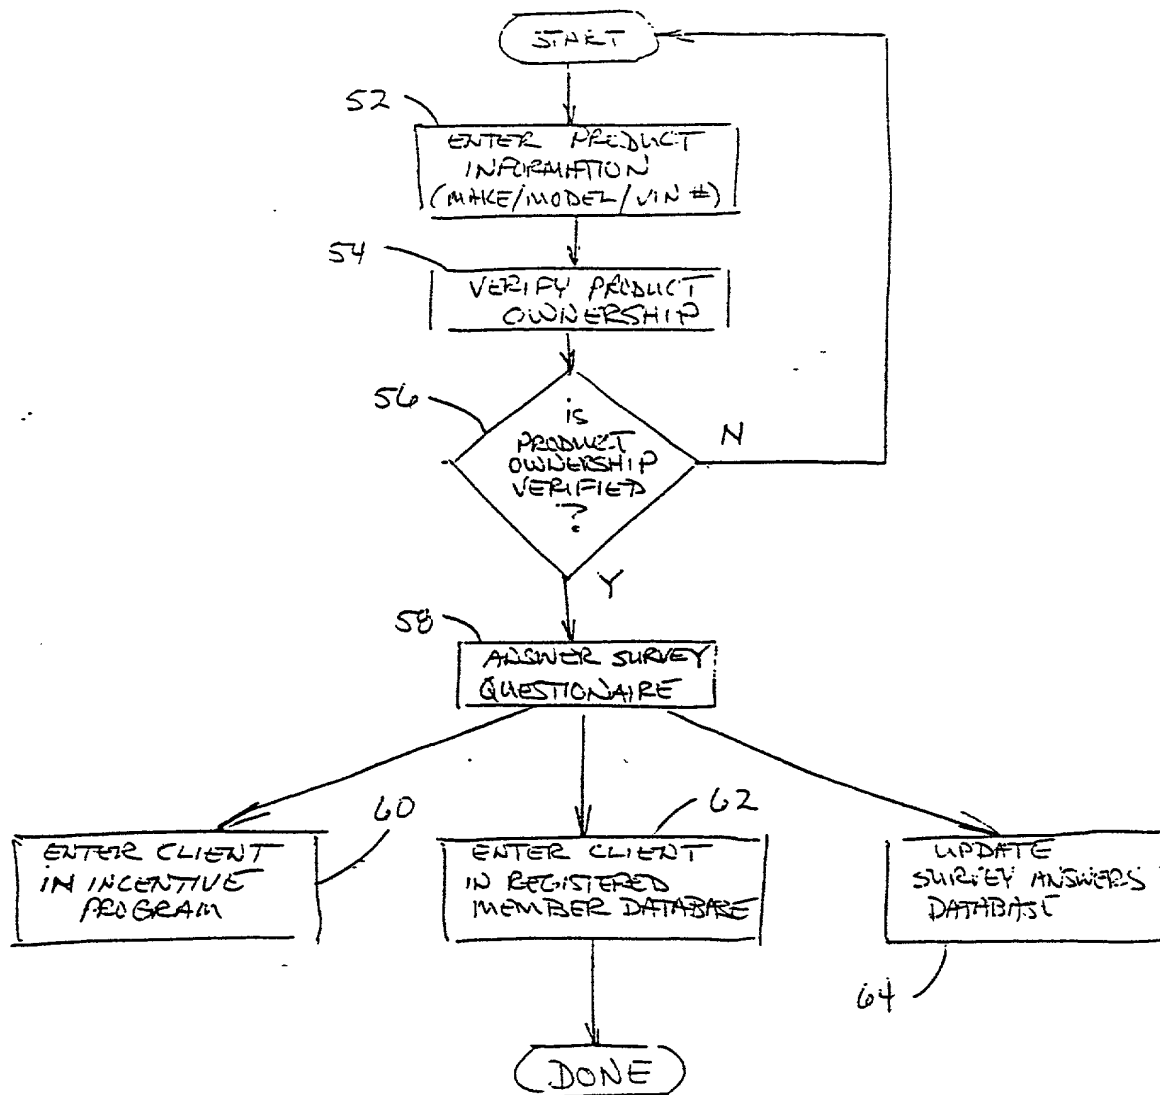 START
52
ENTER PRODUCT
INFORMATION
(MAKE/MODEL/VIN #)
54
VERIFY PRODUCT
OWNERSHIP
56
is
PRODUCT
OWNERSHIP
VERIFIED
?
N
Y
58
ANSWER SURVEY
QUESTIONAIRE
60
ENTER CLIENT
IN INCENTIVE
PROGRAM
62
ENTER CLIENT
IN REGISTERED
MEMBER DATABASE
UPDATE
SURVEY ANSWERS
DATABASE
64
DONE